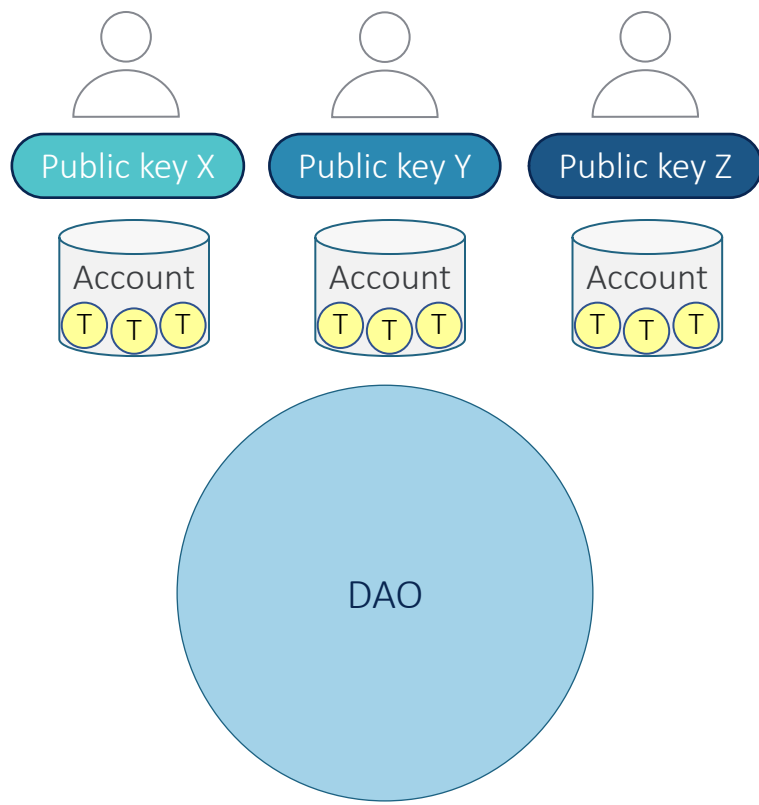 Public key X
Public key Y
Public key Z
Account
Account
Account
T T T
T T T
T T T
DAO